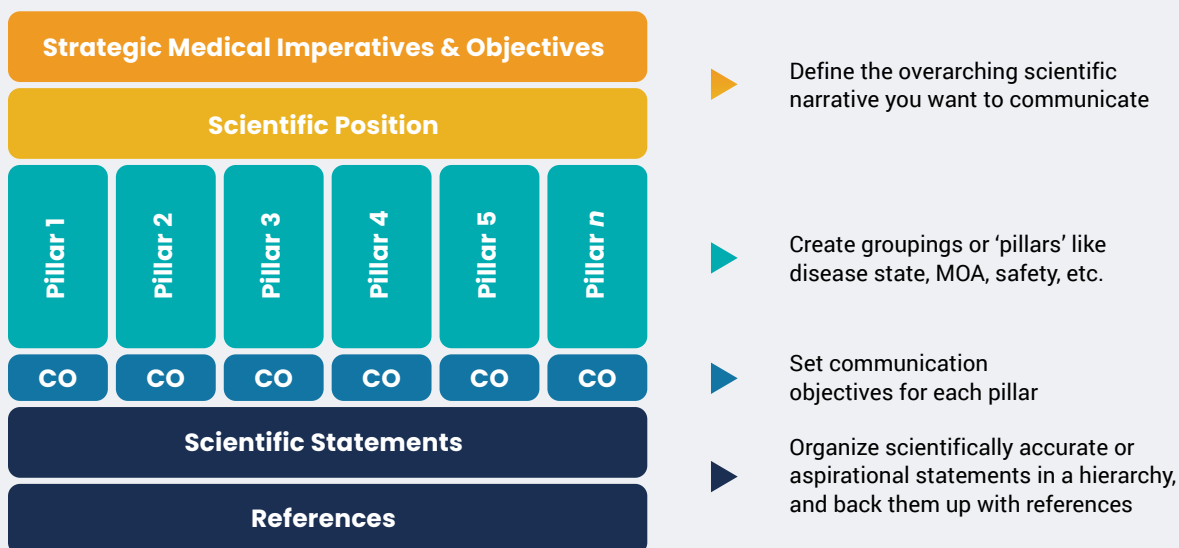 Strategic Medical Imperatives & Objectives
Scientific Position
Define the overarching scientific
narrative you want to communicate
Pillar 1
Pillar 2
Pillar 3
Pillar 4
Pillar 5
Pillar n
Create groupings or ‘pillars’ like
disease state, MOA, safety, etc.
CO
CO
CO
CO
CO
CO
Set communication
objectives for each pillar
Scientific Statements
References
Organize scientifically accurate or
aspirational statements in a hierarchy,
and back them up with references